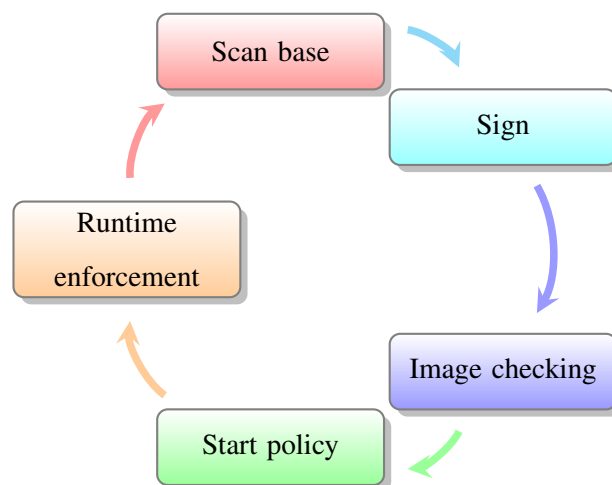 Scan base
Sign
Image checking
Start policy
Runtime
enforcement